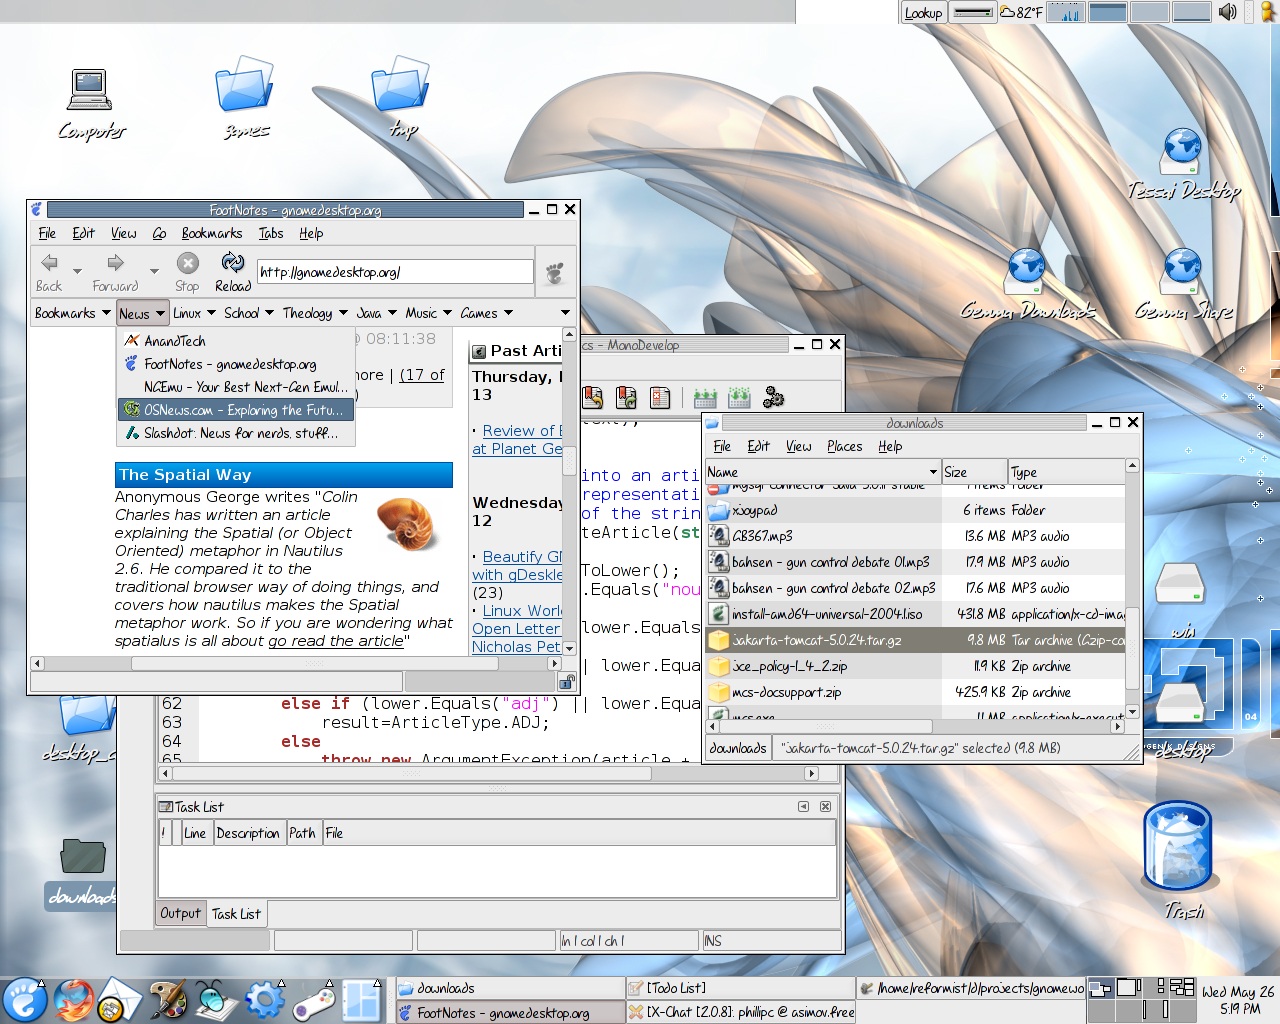 Lookup
82°F
Computer
games
tmp
Tessai Desktop
Gemma Downloads
Gemma Share
win
desktop
Trash
downloads
FootNotes - gnomedesktop.org
File Edit View Go Bookmarks Tabs Help
Back Forward Stop Reload
http://gnomedesktop.org/
Bookmarks News Linux School Theology Java Music Games
AnandTech
FootNotes - gnomedesktop.org
NGEmu - Your Best Next-Gen Emul...
OSNews.com - Exploring the Futu...
Slashdot: News for nerds, stuff...
@ 08:11:38
more | (17 of
The Spatial Way
Anonymous George writes "Colin
Charles has written an article
explaining the Spatial (or Object
Oriented) metaphor in Nautilus
2.6. He compared it to the
traditional browser way of doing things, and
covers how nautilus makes the Spatial
metaphor work. So if you are wondering what
spatialus is all about go read the article"
Past Arti
Thursday,
13
· Review of
at Planet Ge
Wednesday
12
· Beautify G
with gDeskle
(23)
· Linux Worl
Open Letter
Nicholas Pet
cs - MonoDevelop
into an arti
representati
of the strin
teArticle(st
ToLower();
.Equals("nou
lower.Equals
|| lower.Equa
62 else if (lower.Equals("adj") || lower.Equa
63 result=ArticleType.ADJ;
64 else
65 throw new ArgumentException(article +
Task List
! Line Description Path File
Output Task List
ln 1 col 1 ch 1 INS
downloads
File Edit View Places Help
Name Size Type
xjoypad 6 items Folder
CB367.mp3 13.6 MB MP3 audio
bahsen - gun control debate 01.mp3 17.9 MB MP3 audio
bahsen - gun control debate 02.mp3 17.6 MB MP3 audio
install-amd64-universal-2004.1.iso 431.8 MB application/x-cd-imag
jakarta-tomcat-5.0.24.tar.gz 9.8 MB Tar archive (Gzip-co
jce_policy-1_4_2.zip 11.9 KB Zip archive
mcs-docsupport.zip 425.9 KB Zip archive
mcs.exe 1.1 MB application/x-execut
downloads "jakarta-tomcat-5.0.24.tar.gz" selected (9.8 MB)
04
downloads
[Todo List]
/home/reformist/d/projects/gnomewo
FootNotes - gnomedesktop.org
[X-Chat [2.0.8]: phillipc @ asimov.free
Wed May 26
5:19 PM